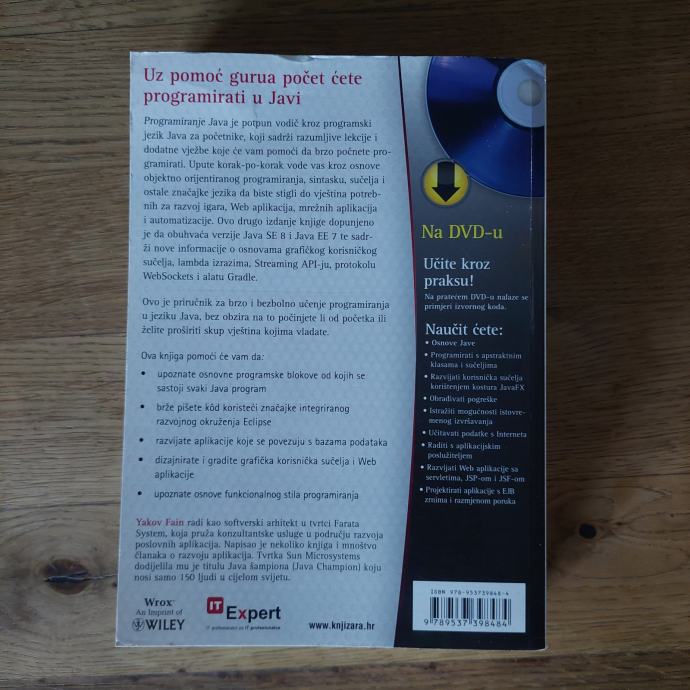 Uz pomoć gurua počet ćete
programirati u Javi
Programiranje Java je potpun vodič kroz programski
jezik Java za početnike, koji sadrži razumljive lekcije i
dodatne vježbe koje će vam pomoći da brzo počnete pro-
gramirati. Upute korak-po-korak vode vas kroz osnove
objektno orijentiranog programiranja, sintasku, sučelja i
ostale značajke jezika da biste stigli do vještina potreb-
nih za razvoj igara, Web aplikacija, mrežnih aplikacija
i automatizacije. Ovo drugo izdanje knjige dopunjeno
je da obuhvaća verzije Java SE 8 i Java EE 7 te sadr-
ži nove informacije o osnovama grafičkog korisničkog
sučelja, lambda izrazima, Streaming API-ju, protokolu
WebSockets i alatu Gradle.
Ovo je priručnik za brzo i bezbolno učenje programiranja
u jeziku Java, bez obzira na to počinjete li od početka ili
želite proširiti skup vještina kojima vladate.
Ova knjiga pomoći će vam da:
• upoznate osnovne programske blokove od kojih se
sastoji svaki Java program
• brže pišete kôd koristeći značajke integriranog
razvojnog okruženja Eclipse
• razvijate aplikacije koje se povezuju s bazama podataka
• dizajnirate i gradite grafička korisnička sučelja i Web
aplikacije
• upoznate osnove funkcionalnog stila programiranja
Yakov Fain radi kao softverski arhitekt u tvrtci Farata
System, koja pruža konzultantske usluge u području razvoja
poslovnih aplikacija. Napisao je nekoliko knjiga i mnoštvo
članaka o razvoju aplikacija. Tvrtka Sun Microsystems
dodijelila mu je titulu Java šampiona (Java Champion) koju
nosi samo 150 ljudi u cijelom svijetu.
Wrox™
An Imprint of
WILEY
IT Expert
IT profesionalci za IT profesionalce
www.knjizara.hr
Na DVD-u
Učite kroz
praksu!
Na pratećem DVD-u nalaze se
primjeri izvornog koda.
Naučit ćete:
• Osnove Jave
• Programirati s apstraktnim
klasama i sučeljima
• Razvijati korisnička sučelja
korištenjem kostura JavaFX
• Obrađivati pogreške
• Istražiti mogućnosti istovre-
menog izvršavanja
• Učitavati podatke s Interneta
• Raditi s aplikacijskim
poslužiteljem
• Razvijati Web aplikacije sa
servletima, JSP-om i JSF-om
• Projektirati aplikacije s EJB
zrnima i razmjenom poruka
ISBN 978-953739848-4
9 789537 398484